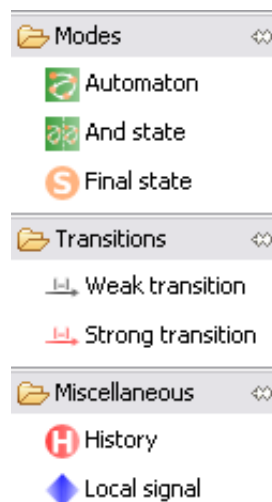 Modes
Automaton
And state
S Final state
Transitions
Weak transition
Strong transition
Miscellaneous
H History
Local signal